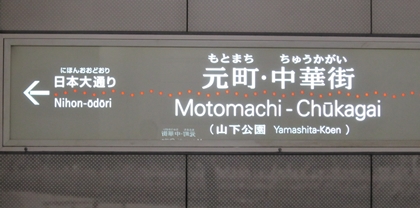 にほんおおどおり
日本大通り
Nihon-ōdōri
もとまち ちゅうかがい
元町・中華街
Motomachi - Chūkagai
(山下公園 Yamashita-Kōen)